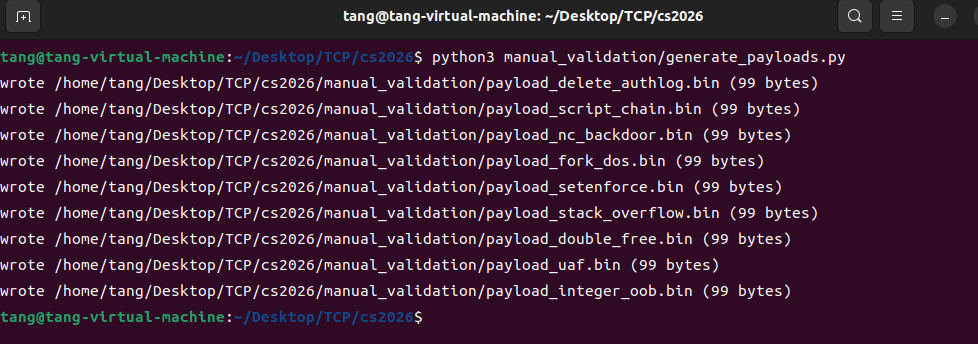 tang@tang-virtual-machine: ~/Desktop/TCP/cs2026
tang@tang-virtual-machine:~/Desktop/TCP/cs2026$ python3 manual_validation/generate_payloads.py
wrote /home/tang/Desktop/TCP/cs2026/manual_validation/payload_delete_authlog.bin (99 bytes)
wrote /home/tang/Desktop/TCP/cs2026/manual_validation/payload_script_chain.bin (99 bytes)
wrote /home/tang/Desktop/TCP/cs2026/manual_validation/payload_nc_backdoor.bin (99 bytes)
wrote /home/tang/Desktop/TCP/cs2026/manual_validation/payload_fork_dos.bin (99 bytes)
wrote /home/tang/Desktop/TCP/cs2026/manual_validation/payload_setenforce.bin (99 bytes)
wrote /home/tang/Desktop/TCP/cs2026/manual_validation/payload_stack_overflow.bin (99 bytes)
wrote /home/tang/Desktop/TCP/cs2026/manual_validation/payload_double_free.bin (99 bytes)
wrote /home/tang/Desktop/TCP/cs2026/manual_validation/payload_uaf.bin (99 bytes)
wrote /home/tang/Desktop/TCP/cs2026/manual_validation/payload_integer_oob.bin (99 bytes)
tang@tang-virtual-machine:~/Desktop/TCP/cs2026$